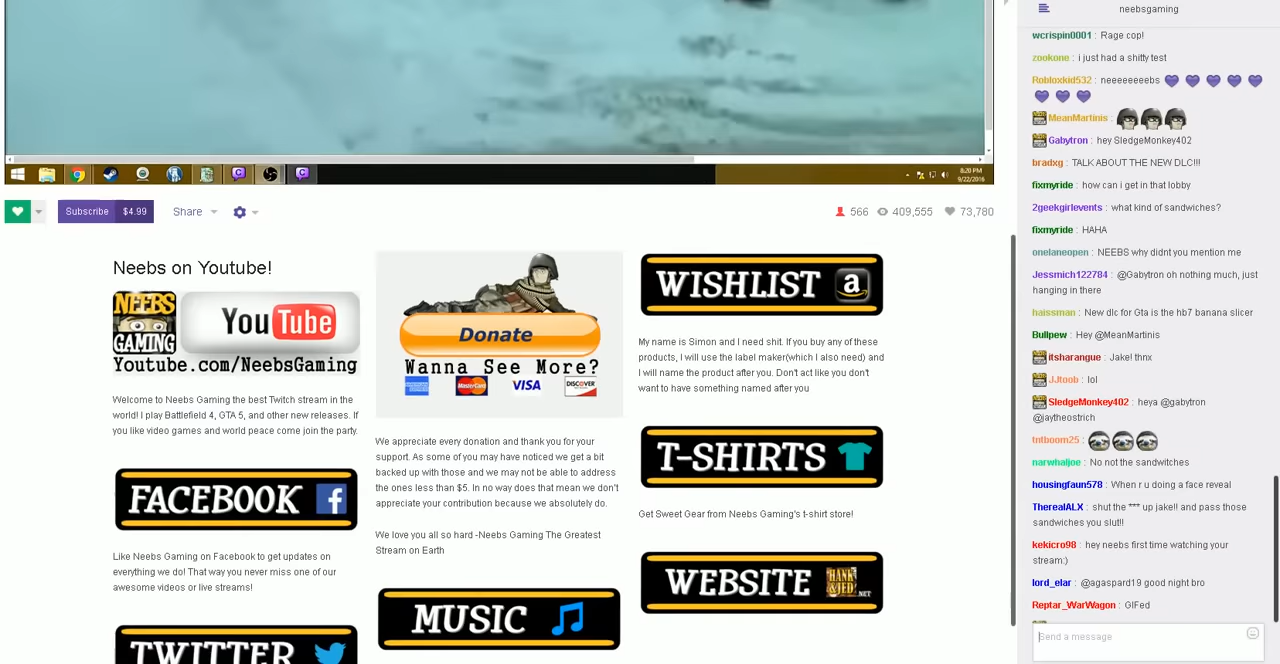 neebsgaming
wcrispin0001 : Rage cop!
zookone : i just had a shitty test
Robloxkid532 : neeeeeeeebs
MeanMartinis :
Gabytron : hey SledgeMonkey402
bradxg : TALK ABOUT THE NEW DLC!!!
fixmyride : how can i get in that lobby
2geekgirlevents : what kind of sandwiches?
fixmyride : HAHA
onelaneopen : NEEBS why didnt you mention me
Jessmich122784 : @Gabytron oh nothing much, just
hanging in there
haissman : New dlc for Gta is the hb7 banana slicer
Bullpew : Hey @MeanMartinis
itsharangue : Jake! thnx
JJtoob : lol
SledgeMonkey402 : heya @gabytron
@jaytheostrich
tntboom25 :
narwhaljoe : No not the sandwitches
housingfaun578 : When r u doing a face reveal
TherealALX : shut the *** up jake!! and pass those
sandwiches you slut!!
kekicro98 : hey neebs first time watching your
stream:)
lord_elar : @agaspard19 good night bro
Reptar_WarWagon : GIFed
Send a message
8:20 PM
9/22/2016
Subscribe $4.99 Share
566 409,555 73,780
Neebs on Youtube!
NEEBS
GAMING
YouTube
Youtube.com/NeebsGaming
Welcome to Neebs Gaming the best Twitch stream in the
world! I play Battlefield 4, GTA 5, and other new releases. If
you like video games and world peace come join the party.
FACEBOOK f
Like Neebs Gaming on Facebook to get updates on
everything we do! That way you never miss one of our
awesome videos or live streams!
TWITTER
Donate
Wanna See More?
AMERICAN EXPRESS MasterCard VISA DISCOVER
We appreciate every donation and thank you for your
support. As some of you may have noticed we get a bit
backed up with those and we may not be able to address
the ones less than $5. In no way does that mean we don't
appreciate your contribution because we absolutely do.
We love you all so hard -Neebs Gaming The Greatest
Stream on Earth
MUSIC
WISHLIST a
My name is Simon and I need shit. If you buy any of these
products, I will use the label maker(which I also need) and
I will name the product after you. Don't act like you don't
want to have something named after you
T-SHIRTS
Get Sweet Gear from Neebs Gaming's t-shirt store!
WEBSITE HANK &JED .NET